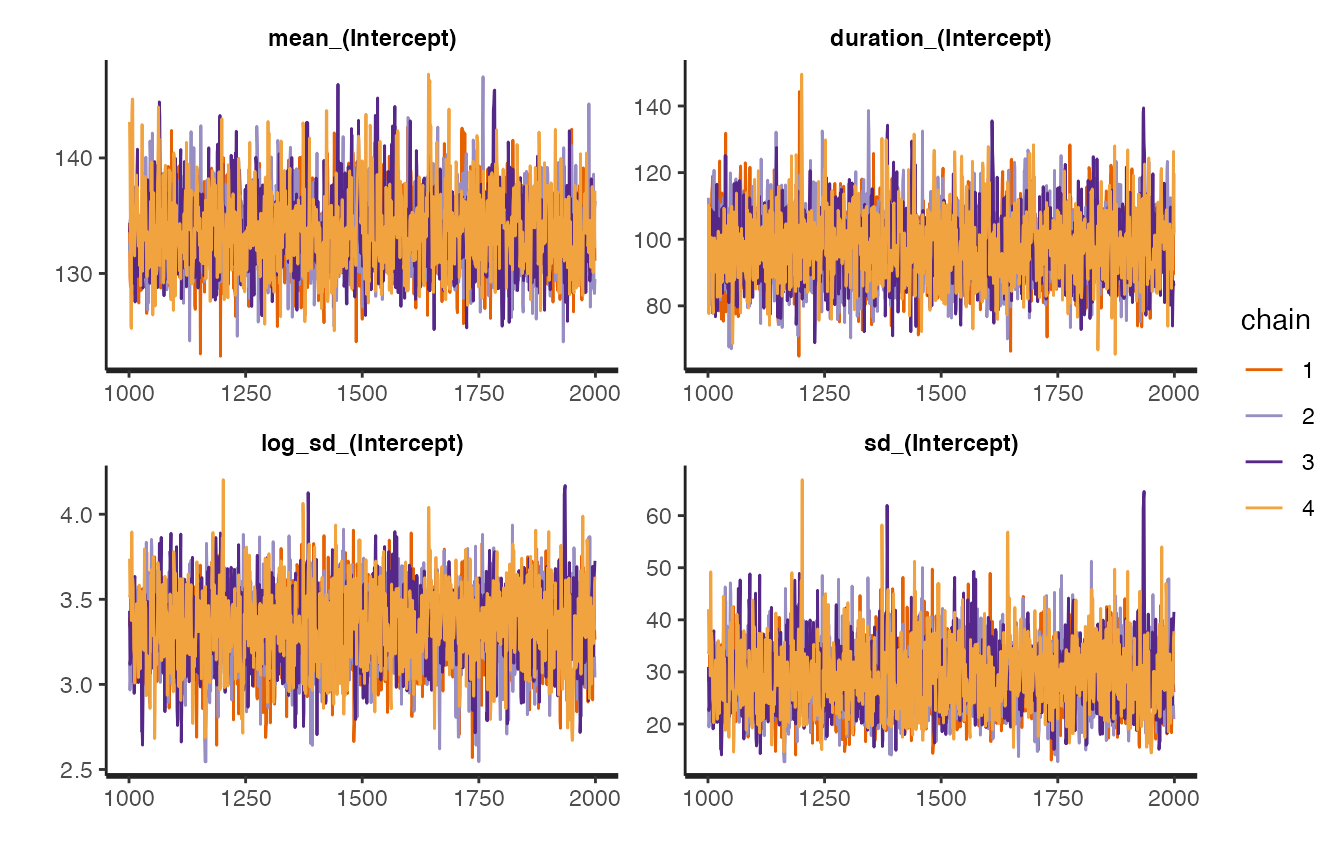 mean_(Intercept)
140
130
1000 1250 1500 1750 2000
duration_(Intercept)
140
120
100
80
1000 1250 1500 1750 2000
log_sd_(Intercept)
4.0
3.5
3.0
2.5
1000 1250 1500 1750 2000
sd_(Intercept)
60
50
40
30
20
1000 1250 1500 1750 2000
chain
1
2
3
4